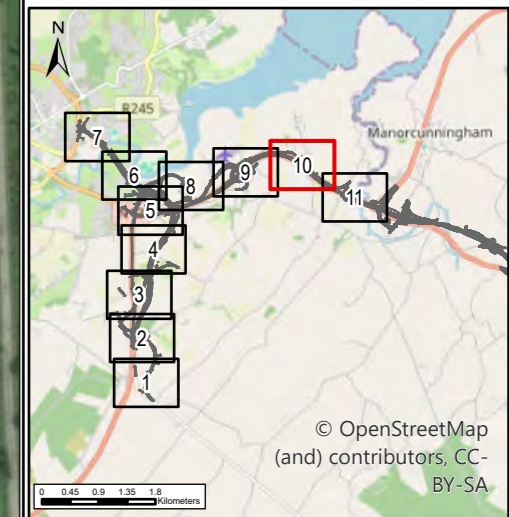 N
R245
Manorcunningham
7
6
8
9
10
11
5
4
3
2
1
© OpenStreetMap
(and) contributors, CC-
BY-SA
0 0.45 0.9 1.35 1.8
Kilometers